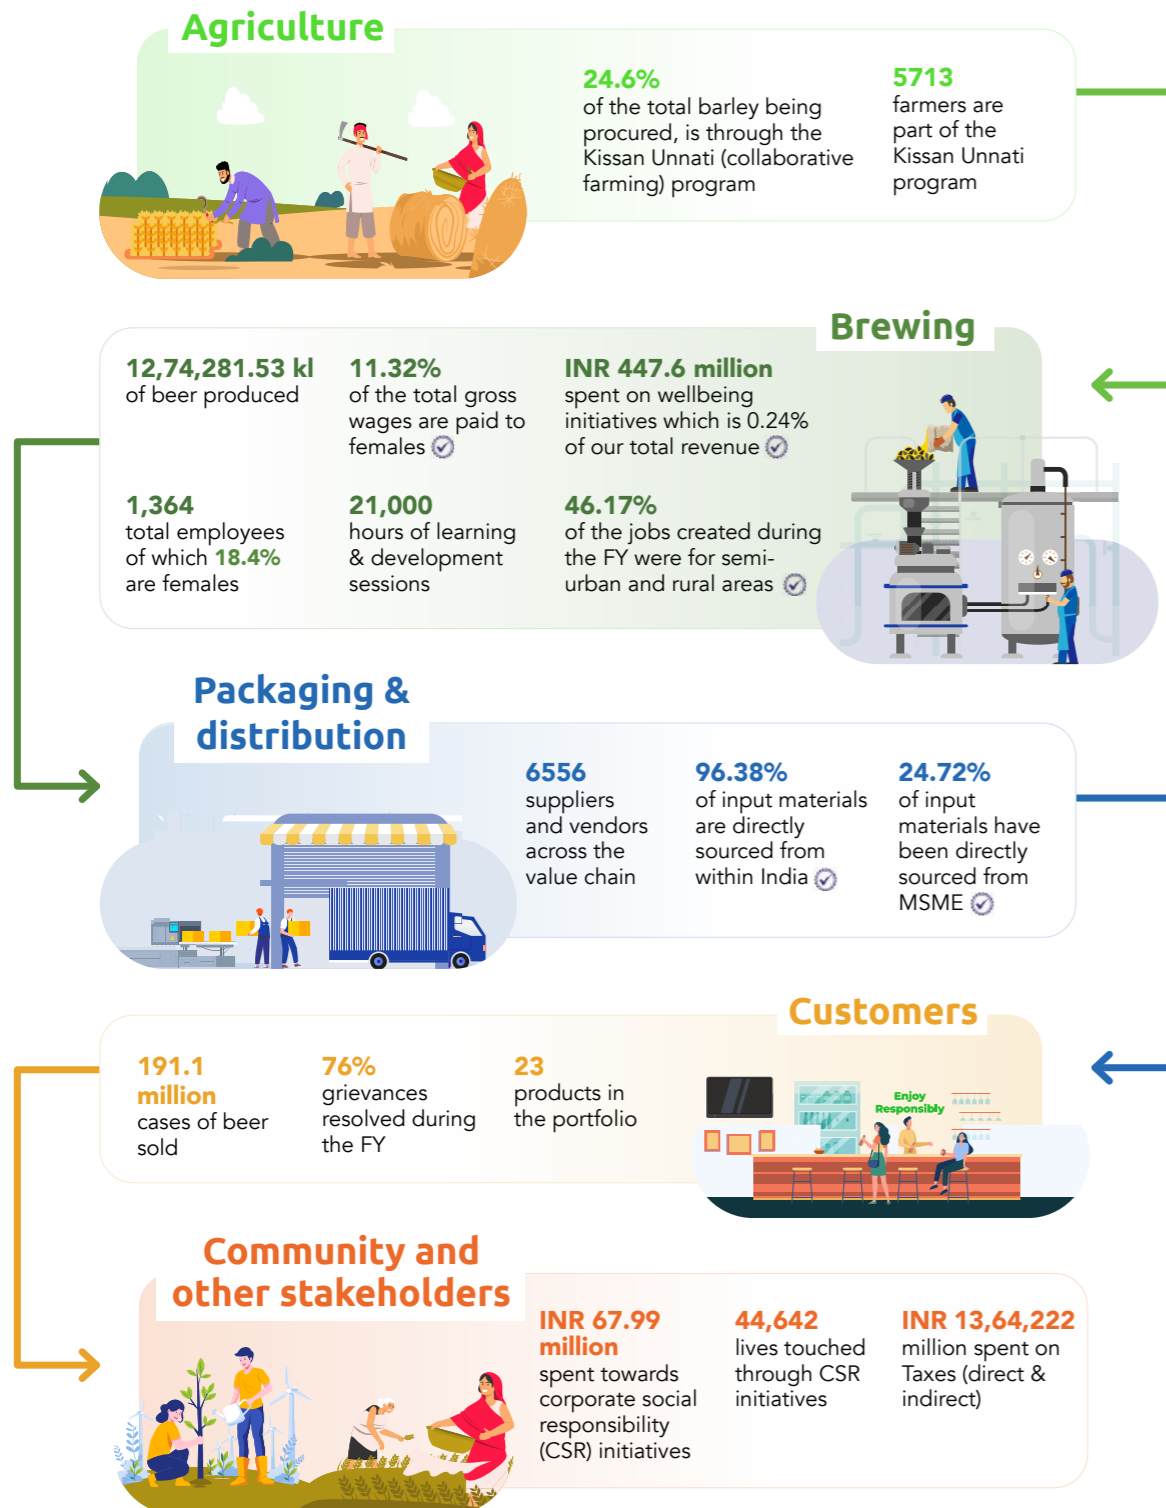 Agriculture
24.6%
of the total barley being
procured, is through the
Kissan Unnati (collaborative
farming) program
5713
farmers are
part of the
Kissan Unnati
program
Brewing
12,74,281.53 kl
of beer produced
11.32%
of the total gross
wages are paid to
females
INR 447.6 million
spent on wellbeing
initiatives which is 0.24%
of our total revenue
1,364
total employees
of which 18.4%
are females
21,000
hours of learning
& development
sessions
46.17%
of the jobs created during
the FY were for semi-
urban and rural areas
Packaging &
distribution
6556
suppliers
and vendors
across the
value chain
96.38%
of input materials
are directly
sourced from
within India
24.72%
of input
materials have
been directly
sourced from
MSME
Customers
191.1
million
cases of beer
sold
76%
grievances
resolved during
the FY
23
products in
the portfolio
Enjoy
Responsibly
Community and
other stakeholders
INR 67.99
million
spent towards
corporate social
responsibility
(CSR) initiatives
44,642
lives touched
through CSR
initiatives
INR 13,64,222
million spent on
Taxes (direct &
indirect)